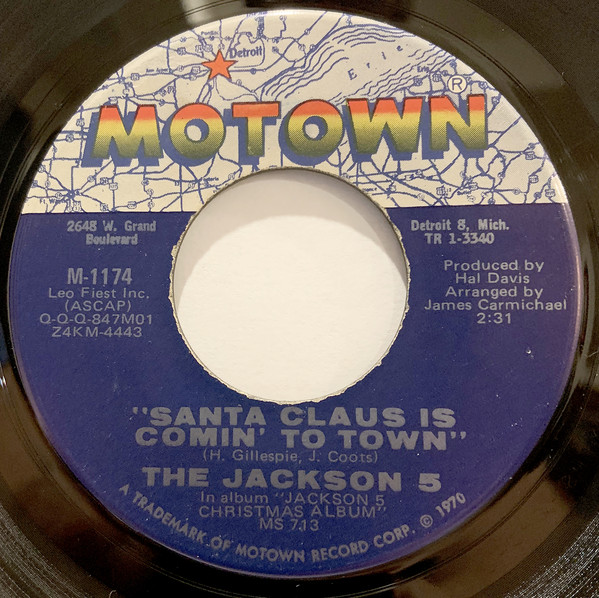 Detroit
Erie
MOTOWN®
2648 W. Grand
Boulevard
Detroit 8, Mich.
TR 1-3340
M-1174
Leo Fiest Inc.
(ASCAP)
Q-Q-Q-847M01
Z4KM-4443
Produced by
Hal Davis
Arranged by
James Carmichael
2:31
"SANTA CLAUS IS
COMIN' TO TOWN"
(H. Gillespie, J. Coots)
THE JACKSON 5
In album "JACKSON 5
CHRISTMAS ALBUM"
MS 713
A TRADEMARK OF MOTOWN RECORD CORP. © 1970